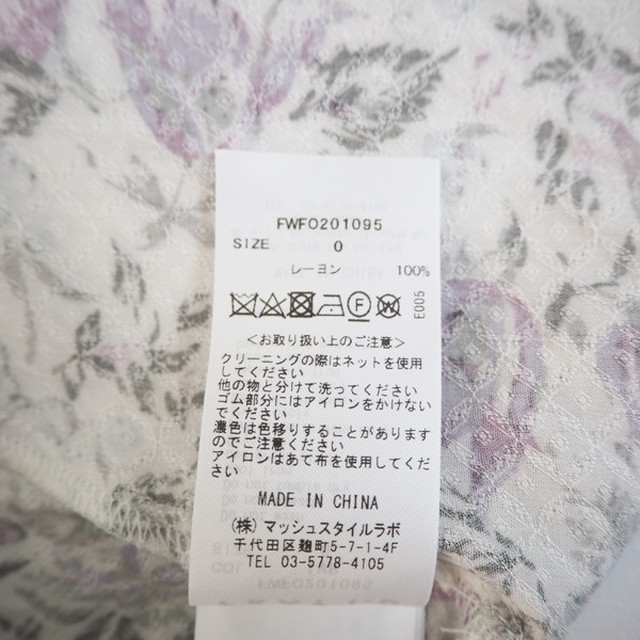 FWFO201095
SIZE 0
レーヨン 100%
E005
<お取り扱い上のご注意>
クリーニングの際はネットを使用
してください
他の物と分けて洗ってください
ゴム部分にはアイロンをかけない
でください
濃色は色移りすることがあります
のでご注意ください
アイロンはあて布を使用してくだ
さい
MADE IN CHINA
(株) マッシュスタイルラボ
千代田区麹町5-7-1-4F
TEL 03-5778-4105